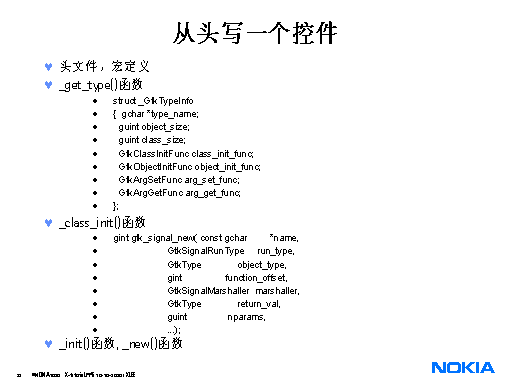 从头写一个控件
头文件，宏定义
_get_type()函数
struct _GtkTypeInfo
{ gchar *type_name;
guint object_size;
guint class_size;
GtkClassInitFunc class_init_func;
GtkObjectInitFunc object_init_func;
GtkArgSetFunc arg_set_func;
GtkArgGetFunc arg_get_func;
};
_class_init()函数
gint gtk_signal_new( const gchar *name,
GtkSignalRunType run_type,
GtkType object_type,
gint function_offset,
GtkSignalMarshaller marshaller,
GtkType return_val,
guint nparams,
...);
_init()函数, _new()函数
NOKIA